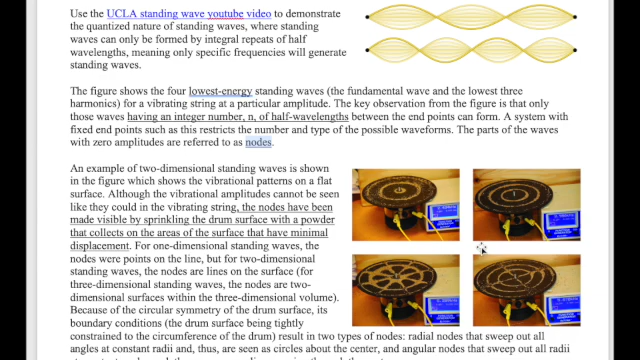 Use the UCLA standing wave youtube video to demonstrate
the quantized nature of standing waves, where standing
waves can only be formed by integral repeats of half
wavelengths, meaning only specific frequencies will generate
standing waves.
The figure shows the four lowest-energy standing waves (the fundamental wave and the lowest three
harmonics) for a vibrating string at a particular amplitude. The key observation from the figure is that only
those waves having an integer number, n, of half-wavelengths between the end points can form. A system with
fixed end points such as this restricts the number and type of the possible waveforms. The parts of the waves
with zero amplitudes are referred to as nodes.
An example of two-dimensional standing waves is shown
in the figure which shows the vibrational patterns on a flat
surface. Although the vibrational amplitudes cannot be seen
like they could in the vibrating string, the nodes have been
made visible by sprinkling the drum surface with a powder
that collects on the areas of the surface that have minimal
displacement. For one-dimensional standing waves, the
nodes were points on the line, but for two-dimensional
standing waves, the nodes are lines on the surface (for
three-dimensional standing waves, the nodes are two-
dimensional surfaces within the three-dimensional volume).
Because of the circular symmetry of the drum surface, its
boundary conditions (the drum surface being tightly
constrained to the circumference of the drum) result in two types of nodes: radial nodes that sweep out all
angles at constant radii and, thus, are seen as circles about the center, and angular nodes that sweep out all radii